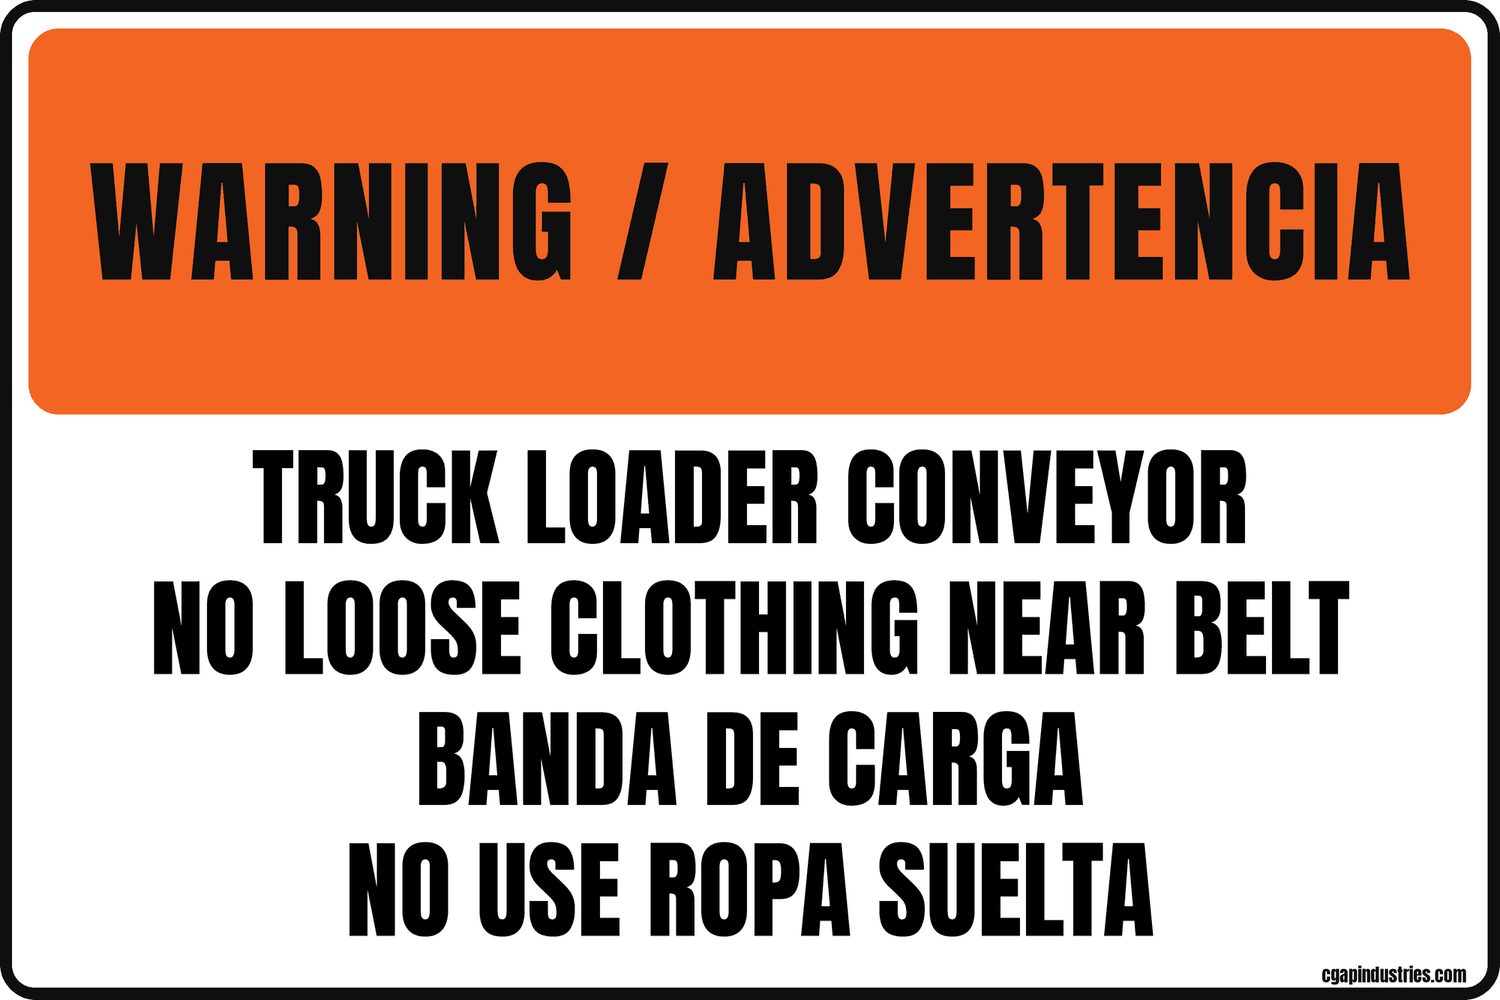 WARNING / ADVERTENCIA
TRUCK LOADER CONVEYOR
NO LOOSE CLOTHING NEAR BELT
BANDA DE CARGA
NO USE ROPA SUELTA
cgapindustries.com